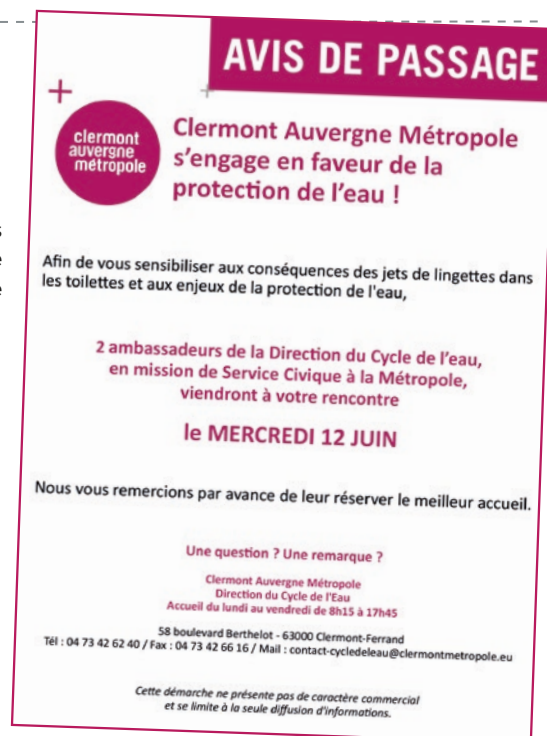 AVIS DE PASSAGE
clermont
auvergne
métropole
Clermont Auvergne Métropole
s'engage en faveur de la
protection de l'eau !
Afin de vous sensibiliser aux conséquences des jets de lingettes dans
les toilettes et aux enjeux de la protection de l'eau,
2 ambassadeurs de la Direction du Cycle de l'eau,
en mission de Service Civique à la Métropole,
viendront à votre rencontre
le MERCREDI 12 JUIN
Nous vous remercions par avance de leur réserver le meilleur accueil.
Une question ? Une remarque ?
Clermont Auvergne Métropole
Direction du Cycle de l'Eau
Accueil du lundi au vendredi de 8h15 à 17h45
58 boulevard Berthelot - 63000 Clermont-Ferrand
Tél : 04 73 42 62 40 / Fax : 04 73 42 66 16 / Mail : contact-cycledeleau@clermontmetropole.eu
Cette démarche ne présente pas de caractère commercial
et se limite à la seule diffusion d'informations.